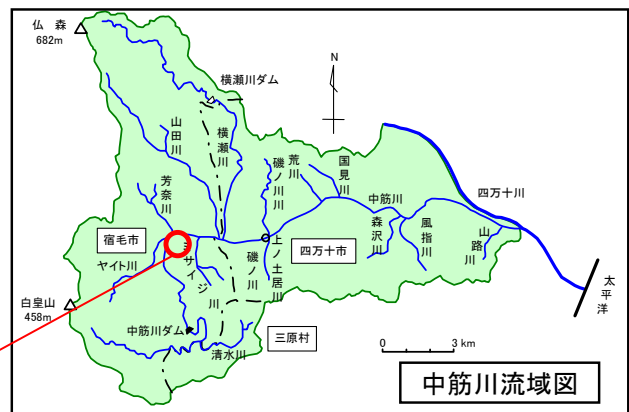 仏 森
682m
横瀬川ダム
N
山田川
横瀬川
磯ノ川川
荒川
国見川
中筋川
四万十川
芳奈川
宿毛市
ヤイト川
ミサイジ川
磯ノ川
上ノ土居川
四万十市
森沢川
風指川
山路川
太平洋
白皇山
458m
中筋川ダム
清水川
三原村
0 3 km
中筋川流域図